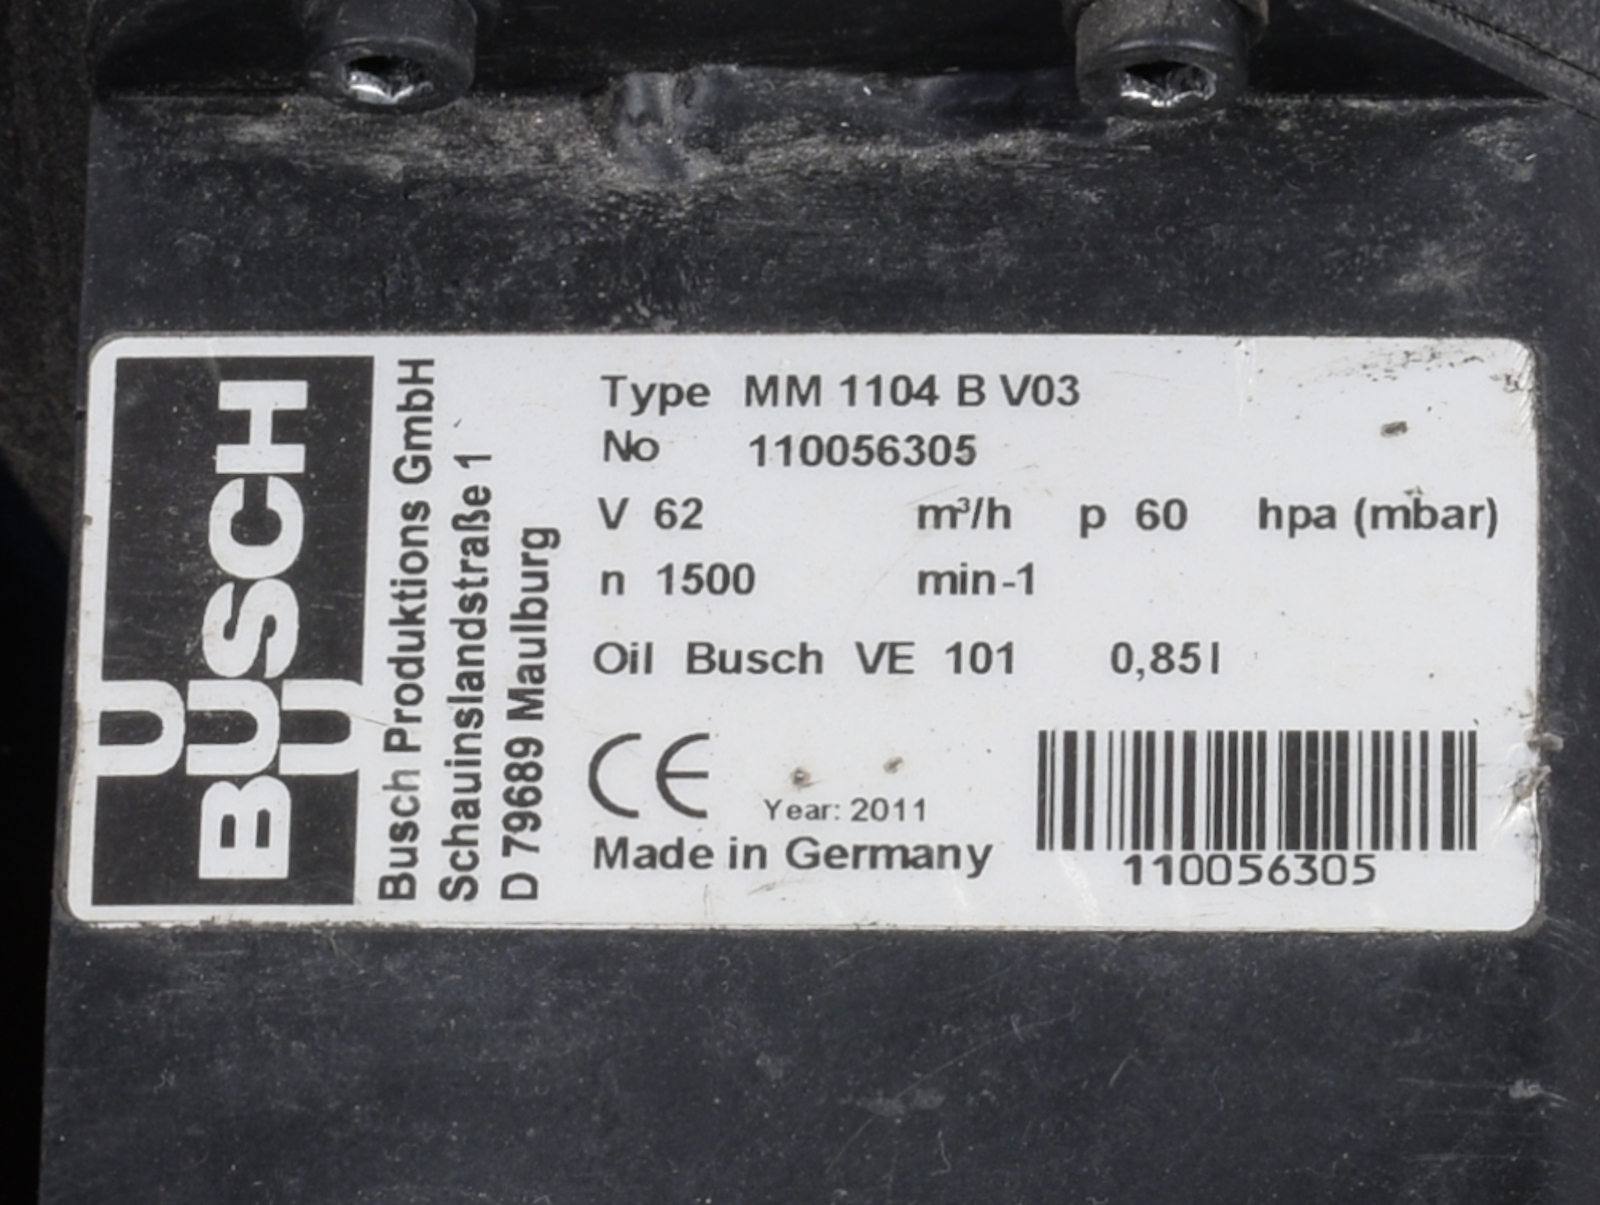 BUSCH
Busch Produktions GmbH
Schauinslandstraße 1
D 79689 Maulburg
Type MM 1104 B V03
No 110056305
V 62 m³/h p 60 hpa (mbar)
n 1500 min-1
Oil Busch VE 101 0,85l
CE
Year: 2011
Made in Germany
110056305